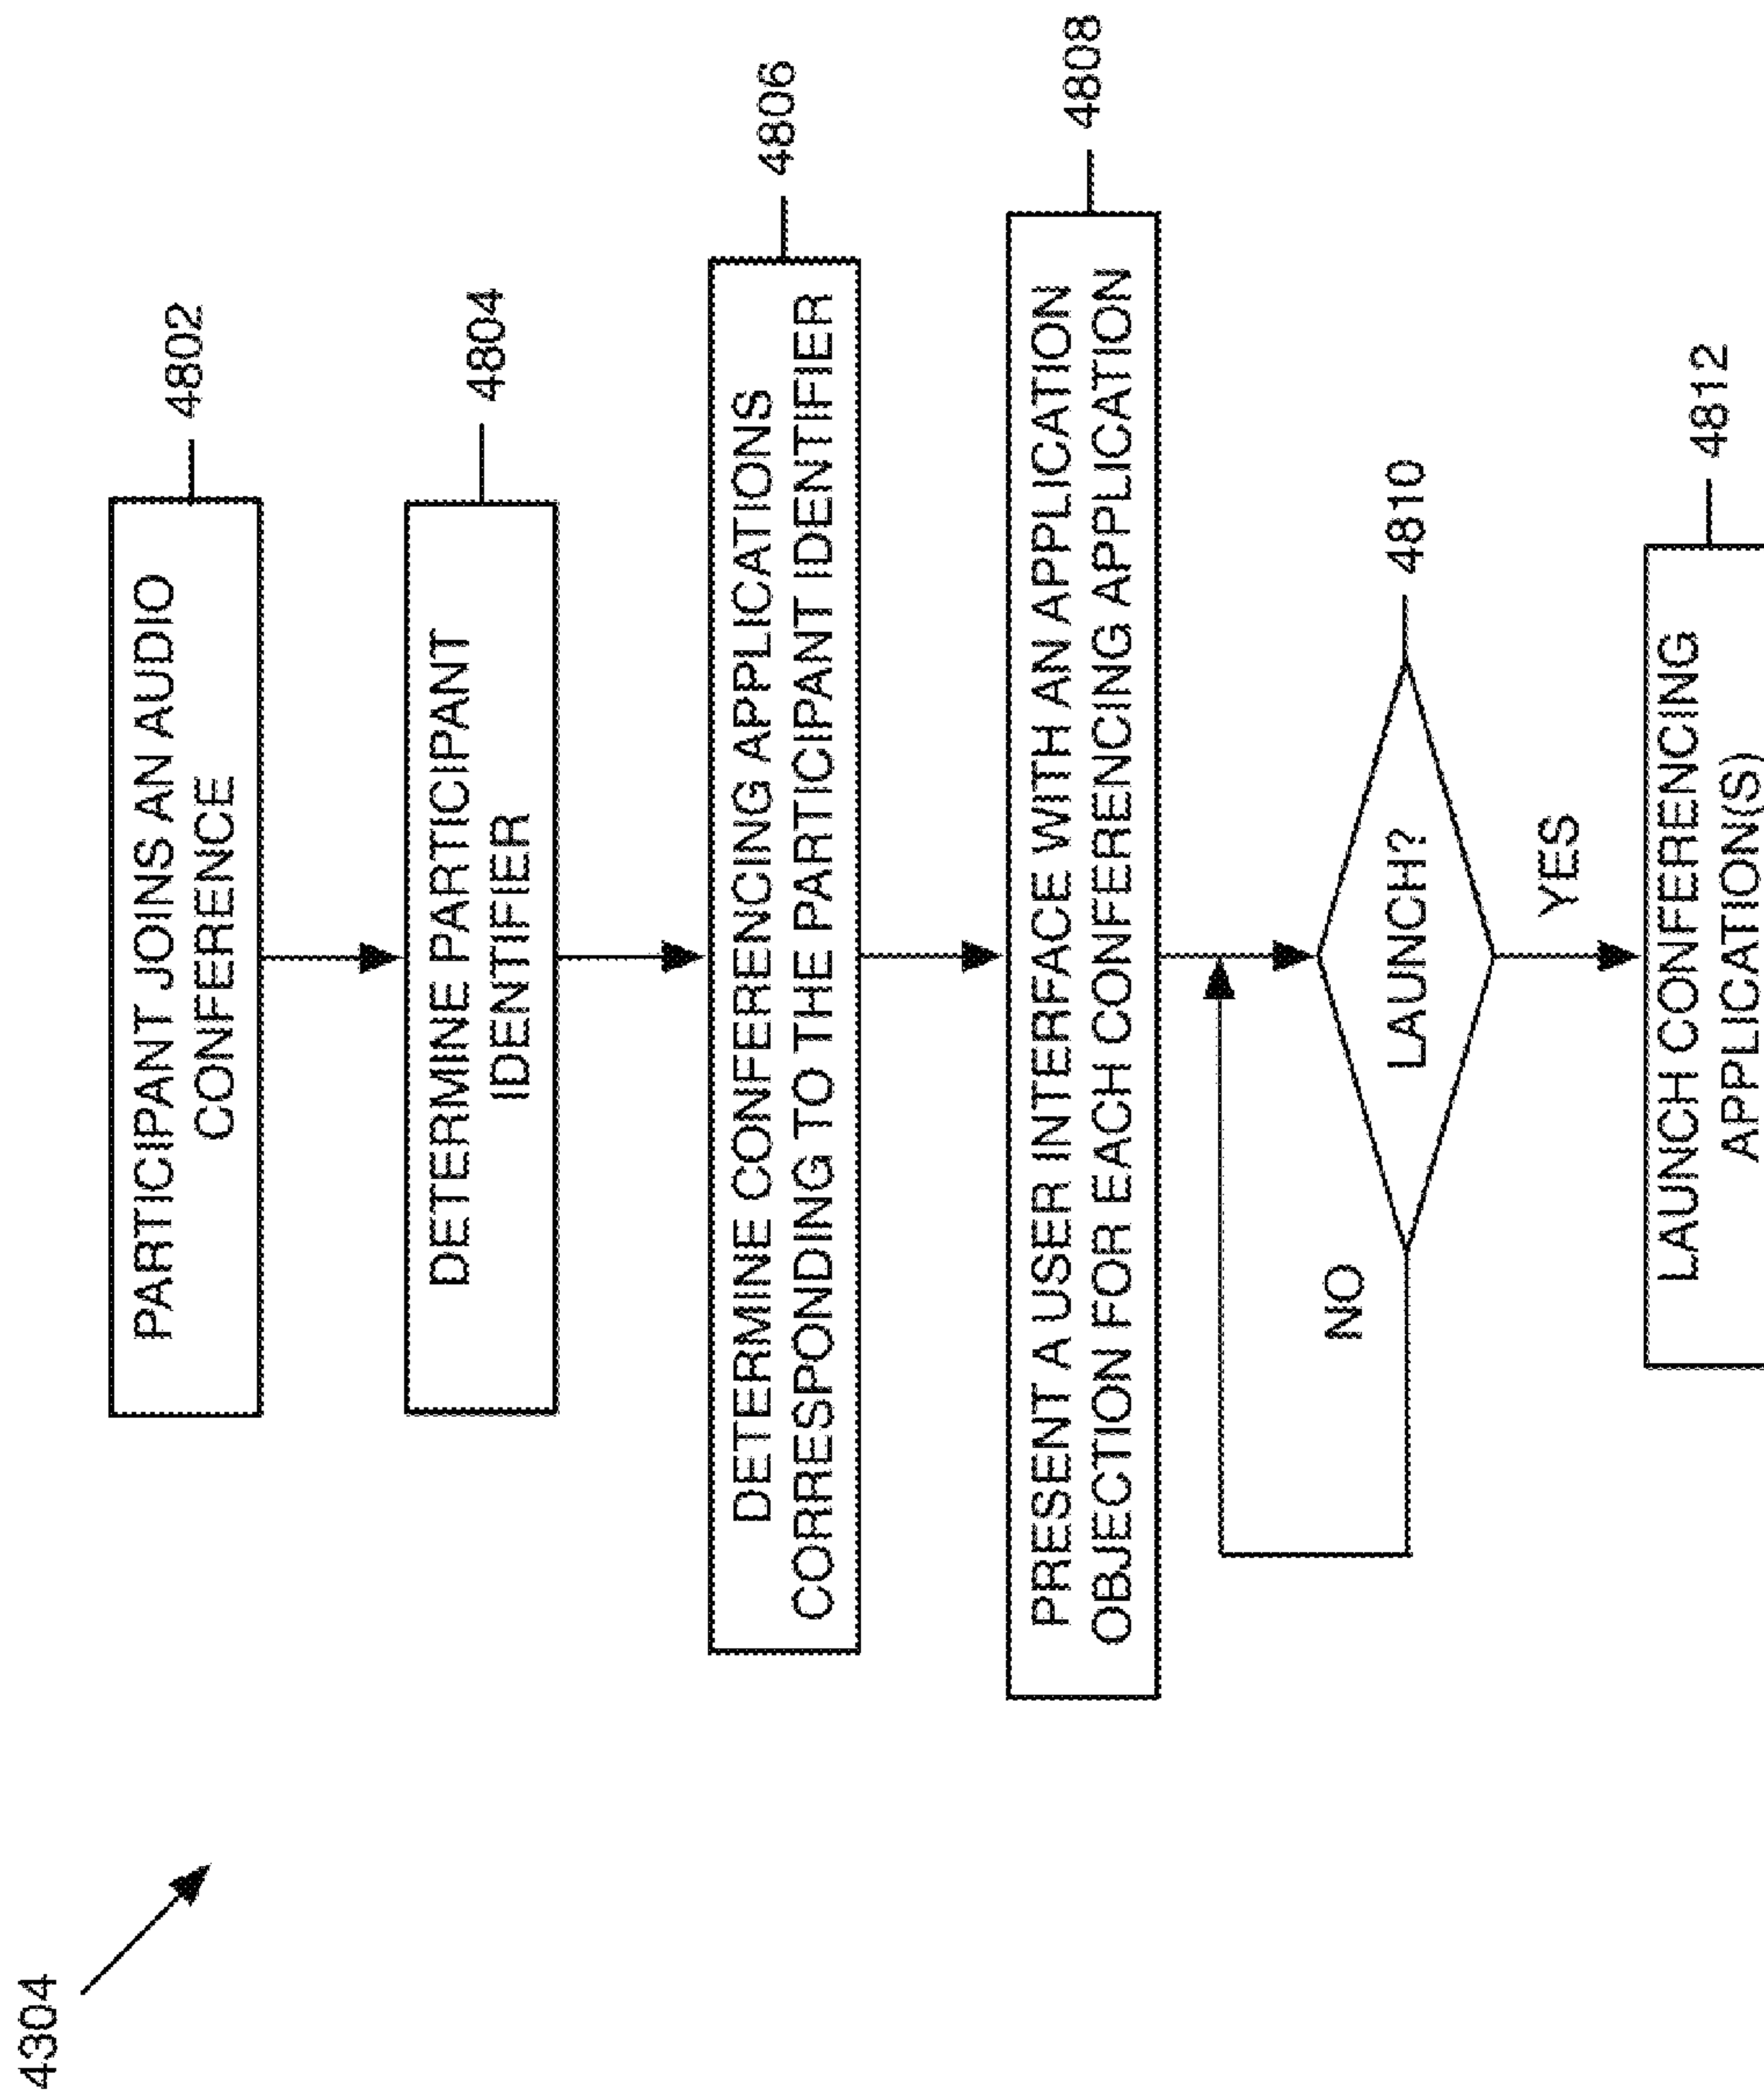 4304
PARTICIPANT JOINS AN AUDIO
CONFERENCE
4802
DETERMINE PARTICIPANT
IDENTIFIER
4804
DETERMINE CONFERENCING APPLICATIONS
CORRESPONDING TO THE PARTICIPANT IDENTIFIER
4806
PRESENT A USER INTERFACE WITH AN APPLICATION
OBJECTION FOR EACH CONFERENCING APPLICATION
4808
LAUNCH?
4810
NO
YES
LAUNCH CONFERENCING
APPLICATION(S)
4812